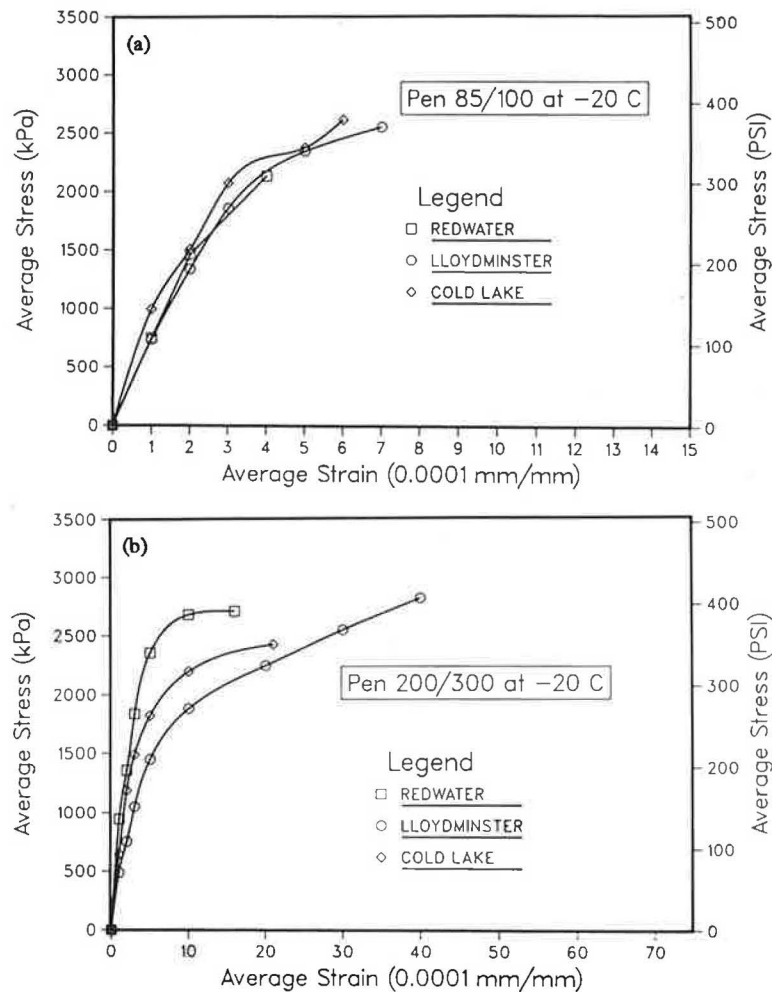 (a)
Pen 85/100 at −20 C
Average Stress (kPa)
3500
3000
2500
2000
1500
1000
500
0
Average Stress (PSI)
500
400
300
200
100
0
Legend
REDWATER
LLOYDMINSTER
COLD LAKE
0 1 2 3 4 5 6 7 8 9 10 11 12 13 14 15
Average Strain (0.0001 mm/mm)
(b)
Pen 200/300 at −20 C
Average Stress (kPa)
3500
3000
2500
2000
1500
1000
500
0
Average Stress (PSI)
500
400
300
200
100
0
Legend
REDWATER
LLOYDMINSTER
COLD LAKE
0 10 20 30 40 50 60 70
Average Strain (0.0001 mm/mm)